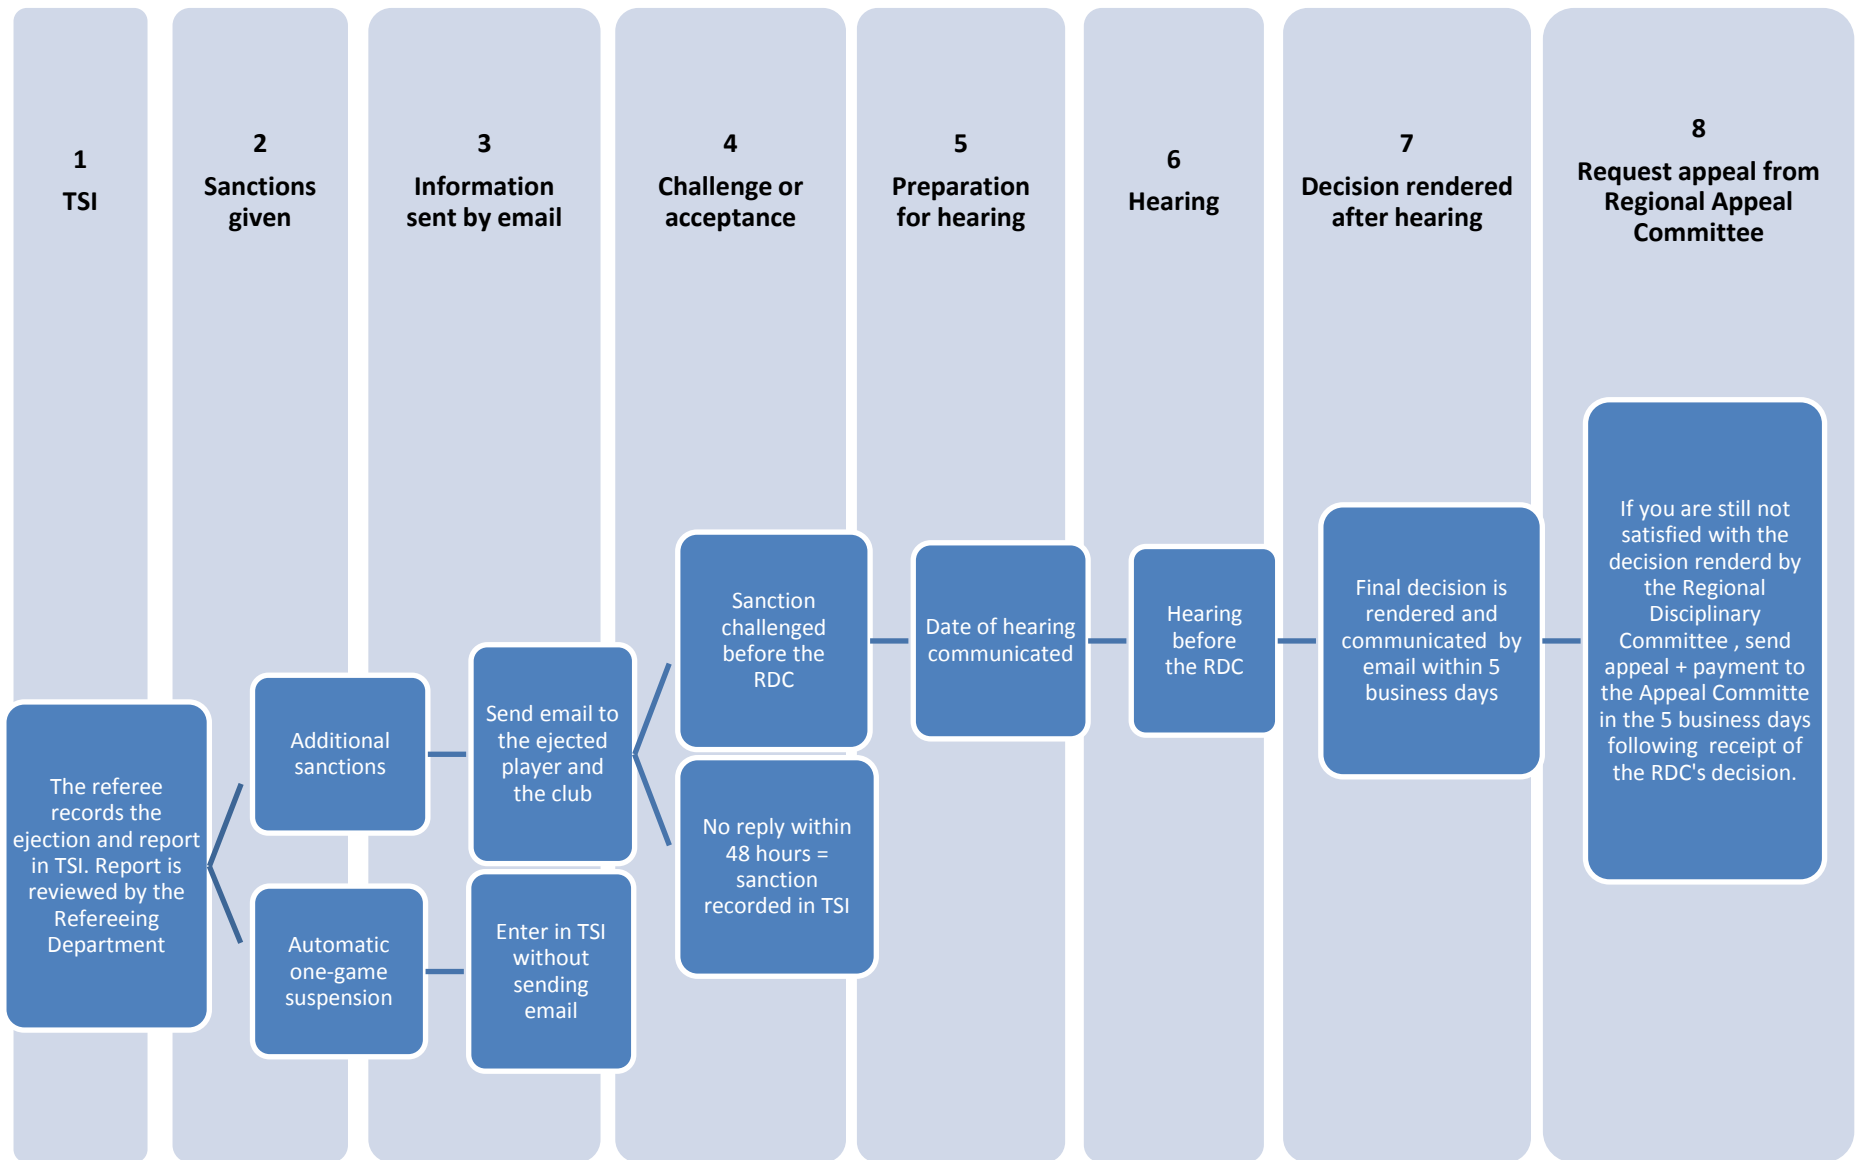 1
TSI
2
Sanctions
given
3
Information
sent by email
4
Challenge or
acceptance
5
Preparation
for hearing
6
Hearing
7
Decision rendered
after hearing
8
Request appeal from
Regional Appeal
Committee
The referee
records the
ejection and report
in TSI. Report is
reviewed by the
Refereeing
Department
Additional
sanctions
Automatic
one-game
suspension
Send email to
the ejected
player and
the club
Enter in TSI
without
sending
email
Sanction
challenged
before the
RDC
No reply within
48 hours =
sanction
recorded in TSI
Date of hearing
communicated
Hearing
before
the RDC
Final decision is
rendered and
communicated by
email within 5
business days
If you are still not
satisfied with the
decision renderd by
the Regional
Disciplinary
Committee , send
appeal + payment to
the Appeal Committe
in the 5 business days
following receipt of
the RDC's decision.